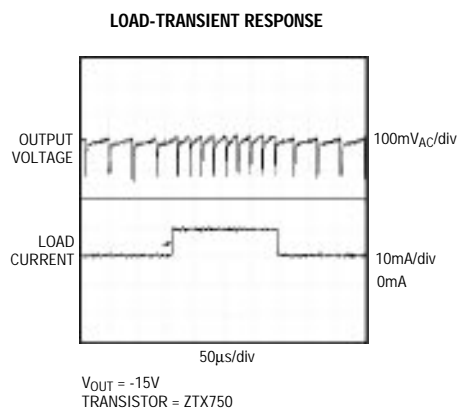 LOAD-TRANSIENT RESPONSE
OUTPUT
VOLTAGE
100mVAC/div
LOAD
CURRENT
10mA/div
0mA
50µs/div
VOUT = -15V
TRANSISTOR = ZTX750